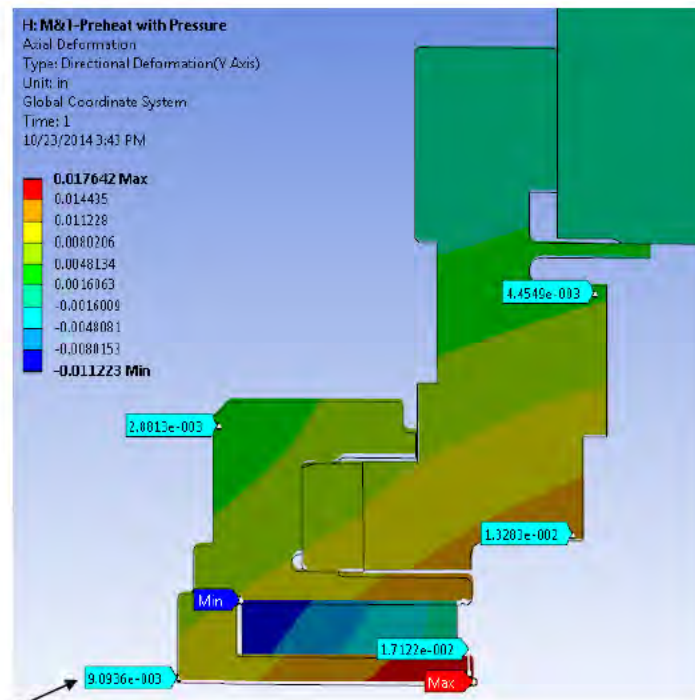 H: M&T-Preheat with Pressure
Axial Deformation
Type: Directional Deformation(Y Axis)
Unit: in
Global Coordinate System
Time: 1
10/23/2014 3:43 PM
0.017642 Max
0.014435
0.011228
0.0080206
0.0048134
0.0016063
-0.0016009
-0.0048081
-0.0080153
-0.011223 Min
4.4549e-003
2.8813e-003
1.3283e-002
Min
1.7122e-002
9.0936e-003
Max